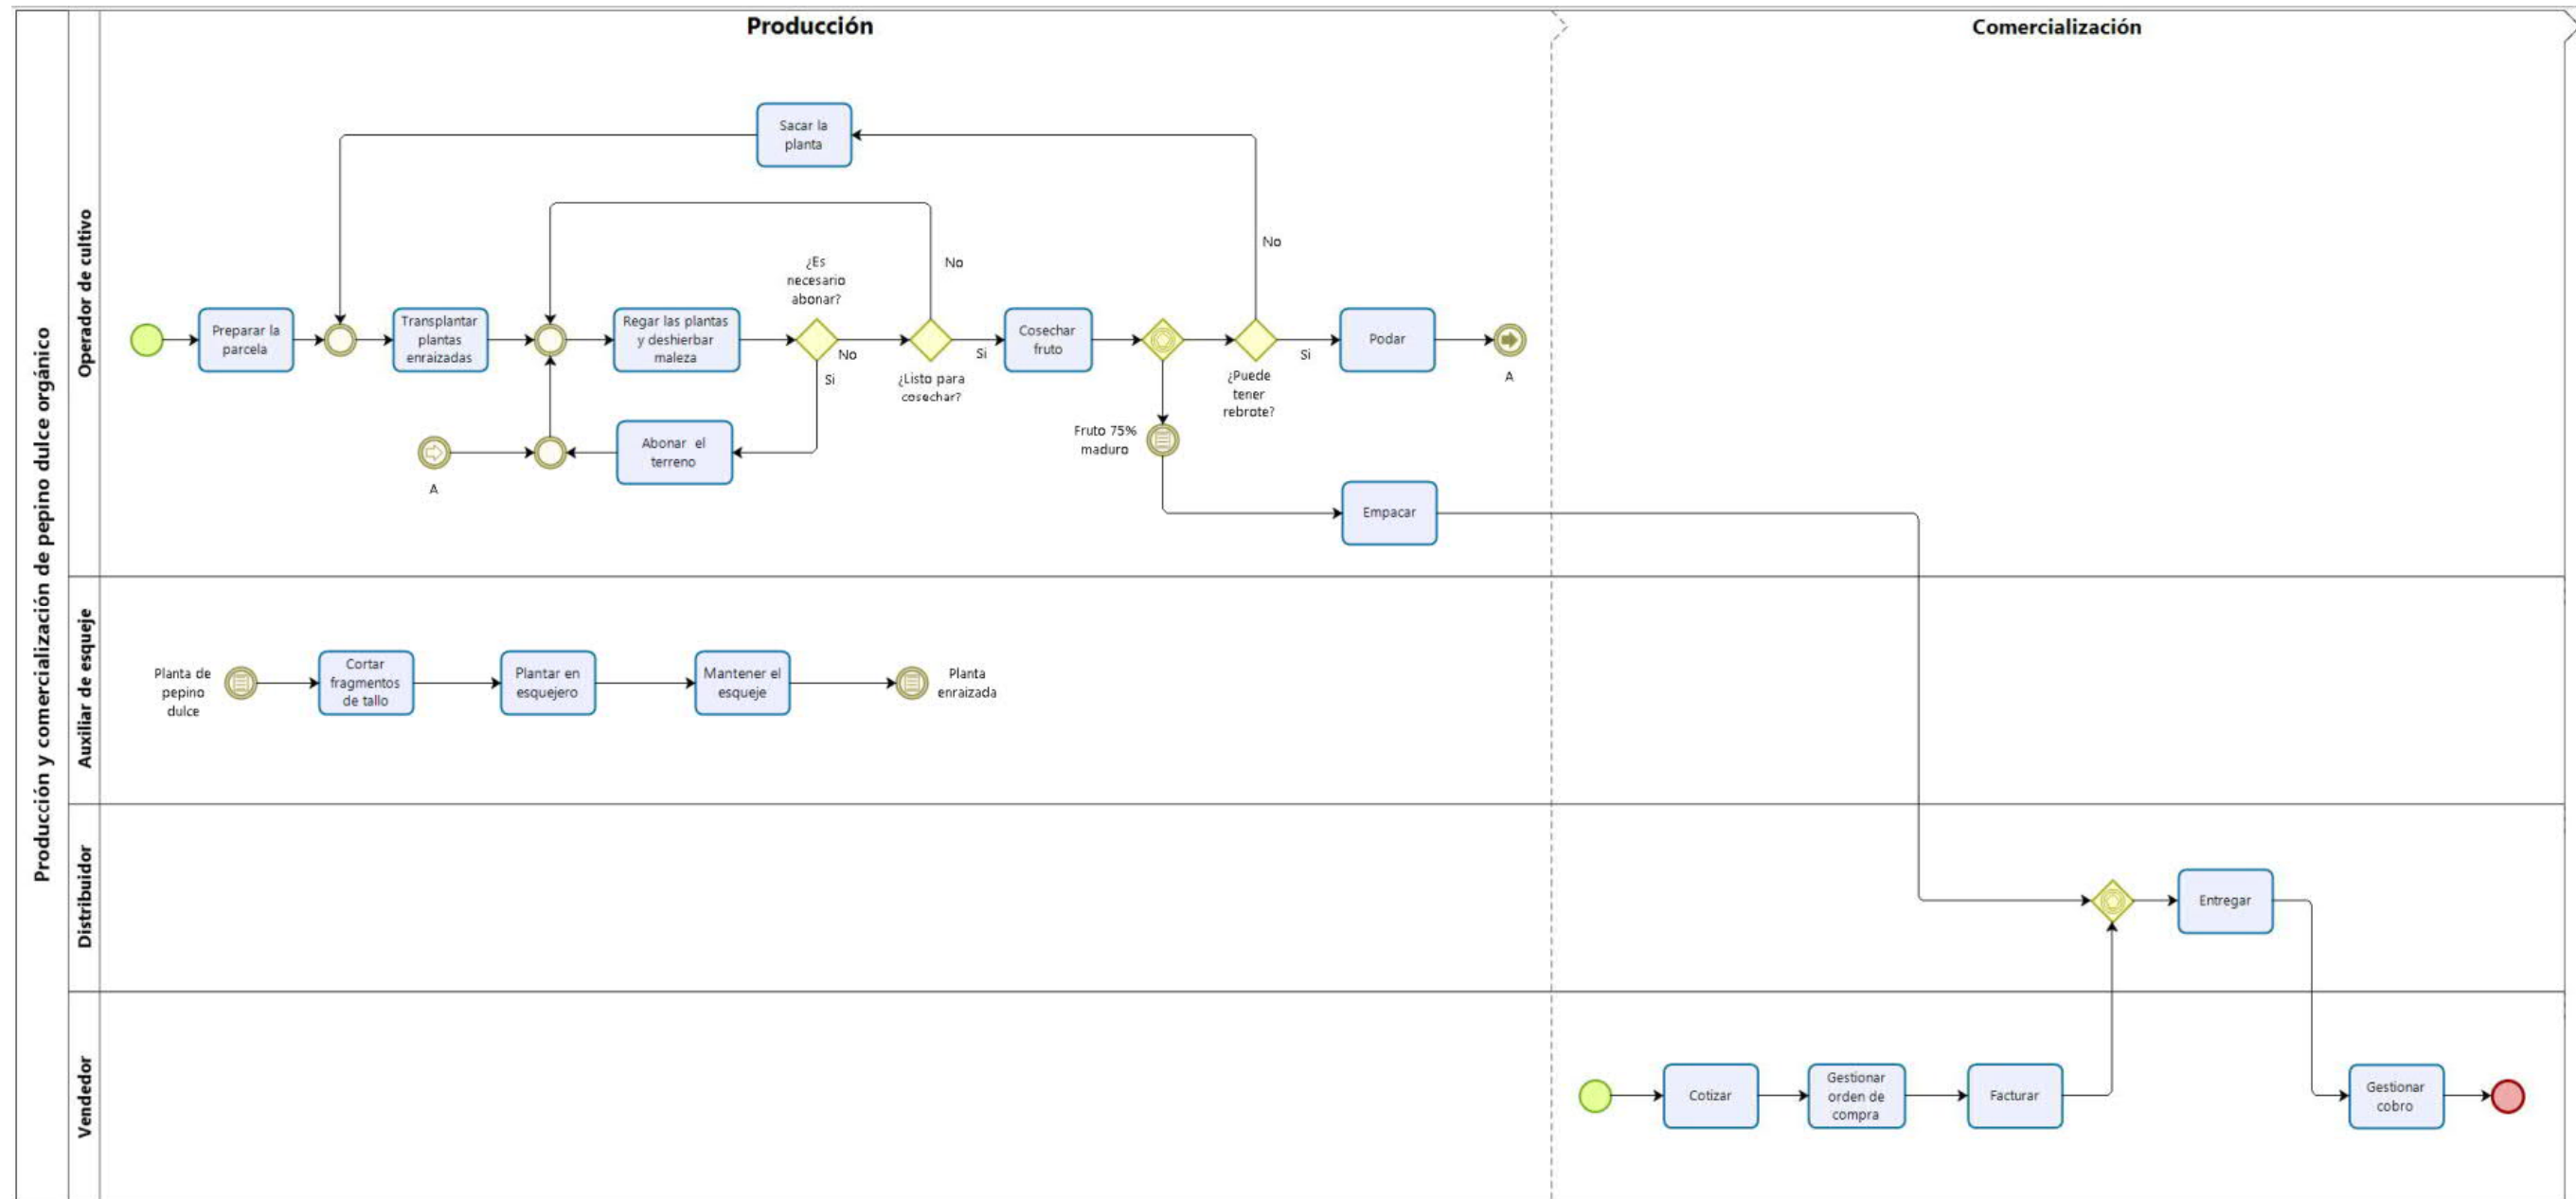 Producción
Comercialización
Producción y comercialización de pepino dulce orgánico
Operador de cultivo
Sacar la
planta
No
No
¿Es
necesario
abonar?
Preparar la
parcela
Transplantar
plantas
enraizadas
Regar las plantas
y deshierbar
maleza
No
Si
¿Listo para
cosechar?
Si
Cosechar
fruto
¿Puede
tener
rebrote?
Si
Podar
A
Fruto 75%
maduro
A
Abonar el
terreno
Empacar
Auxiliar de esqueje
Planta de
pepino
dulce
Cortar
fragmentos
de tallo
Plantar en
esquejero
Mantener el
esqueje
Planta
enraizada
Distribuidor
Entregar
Vendedor
Cotizar
Gestionar
orden de
compra
Facturar
Gestionar
cobro